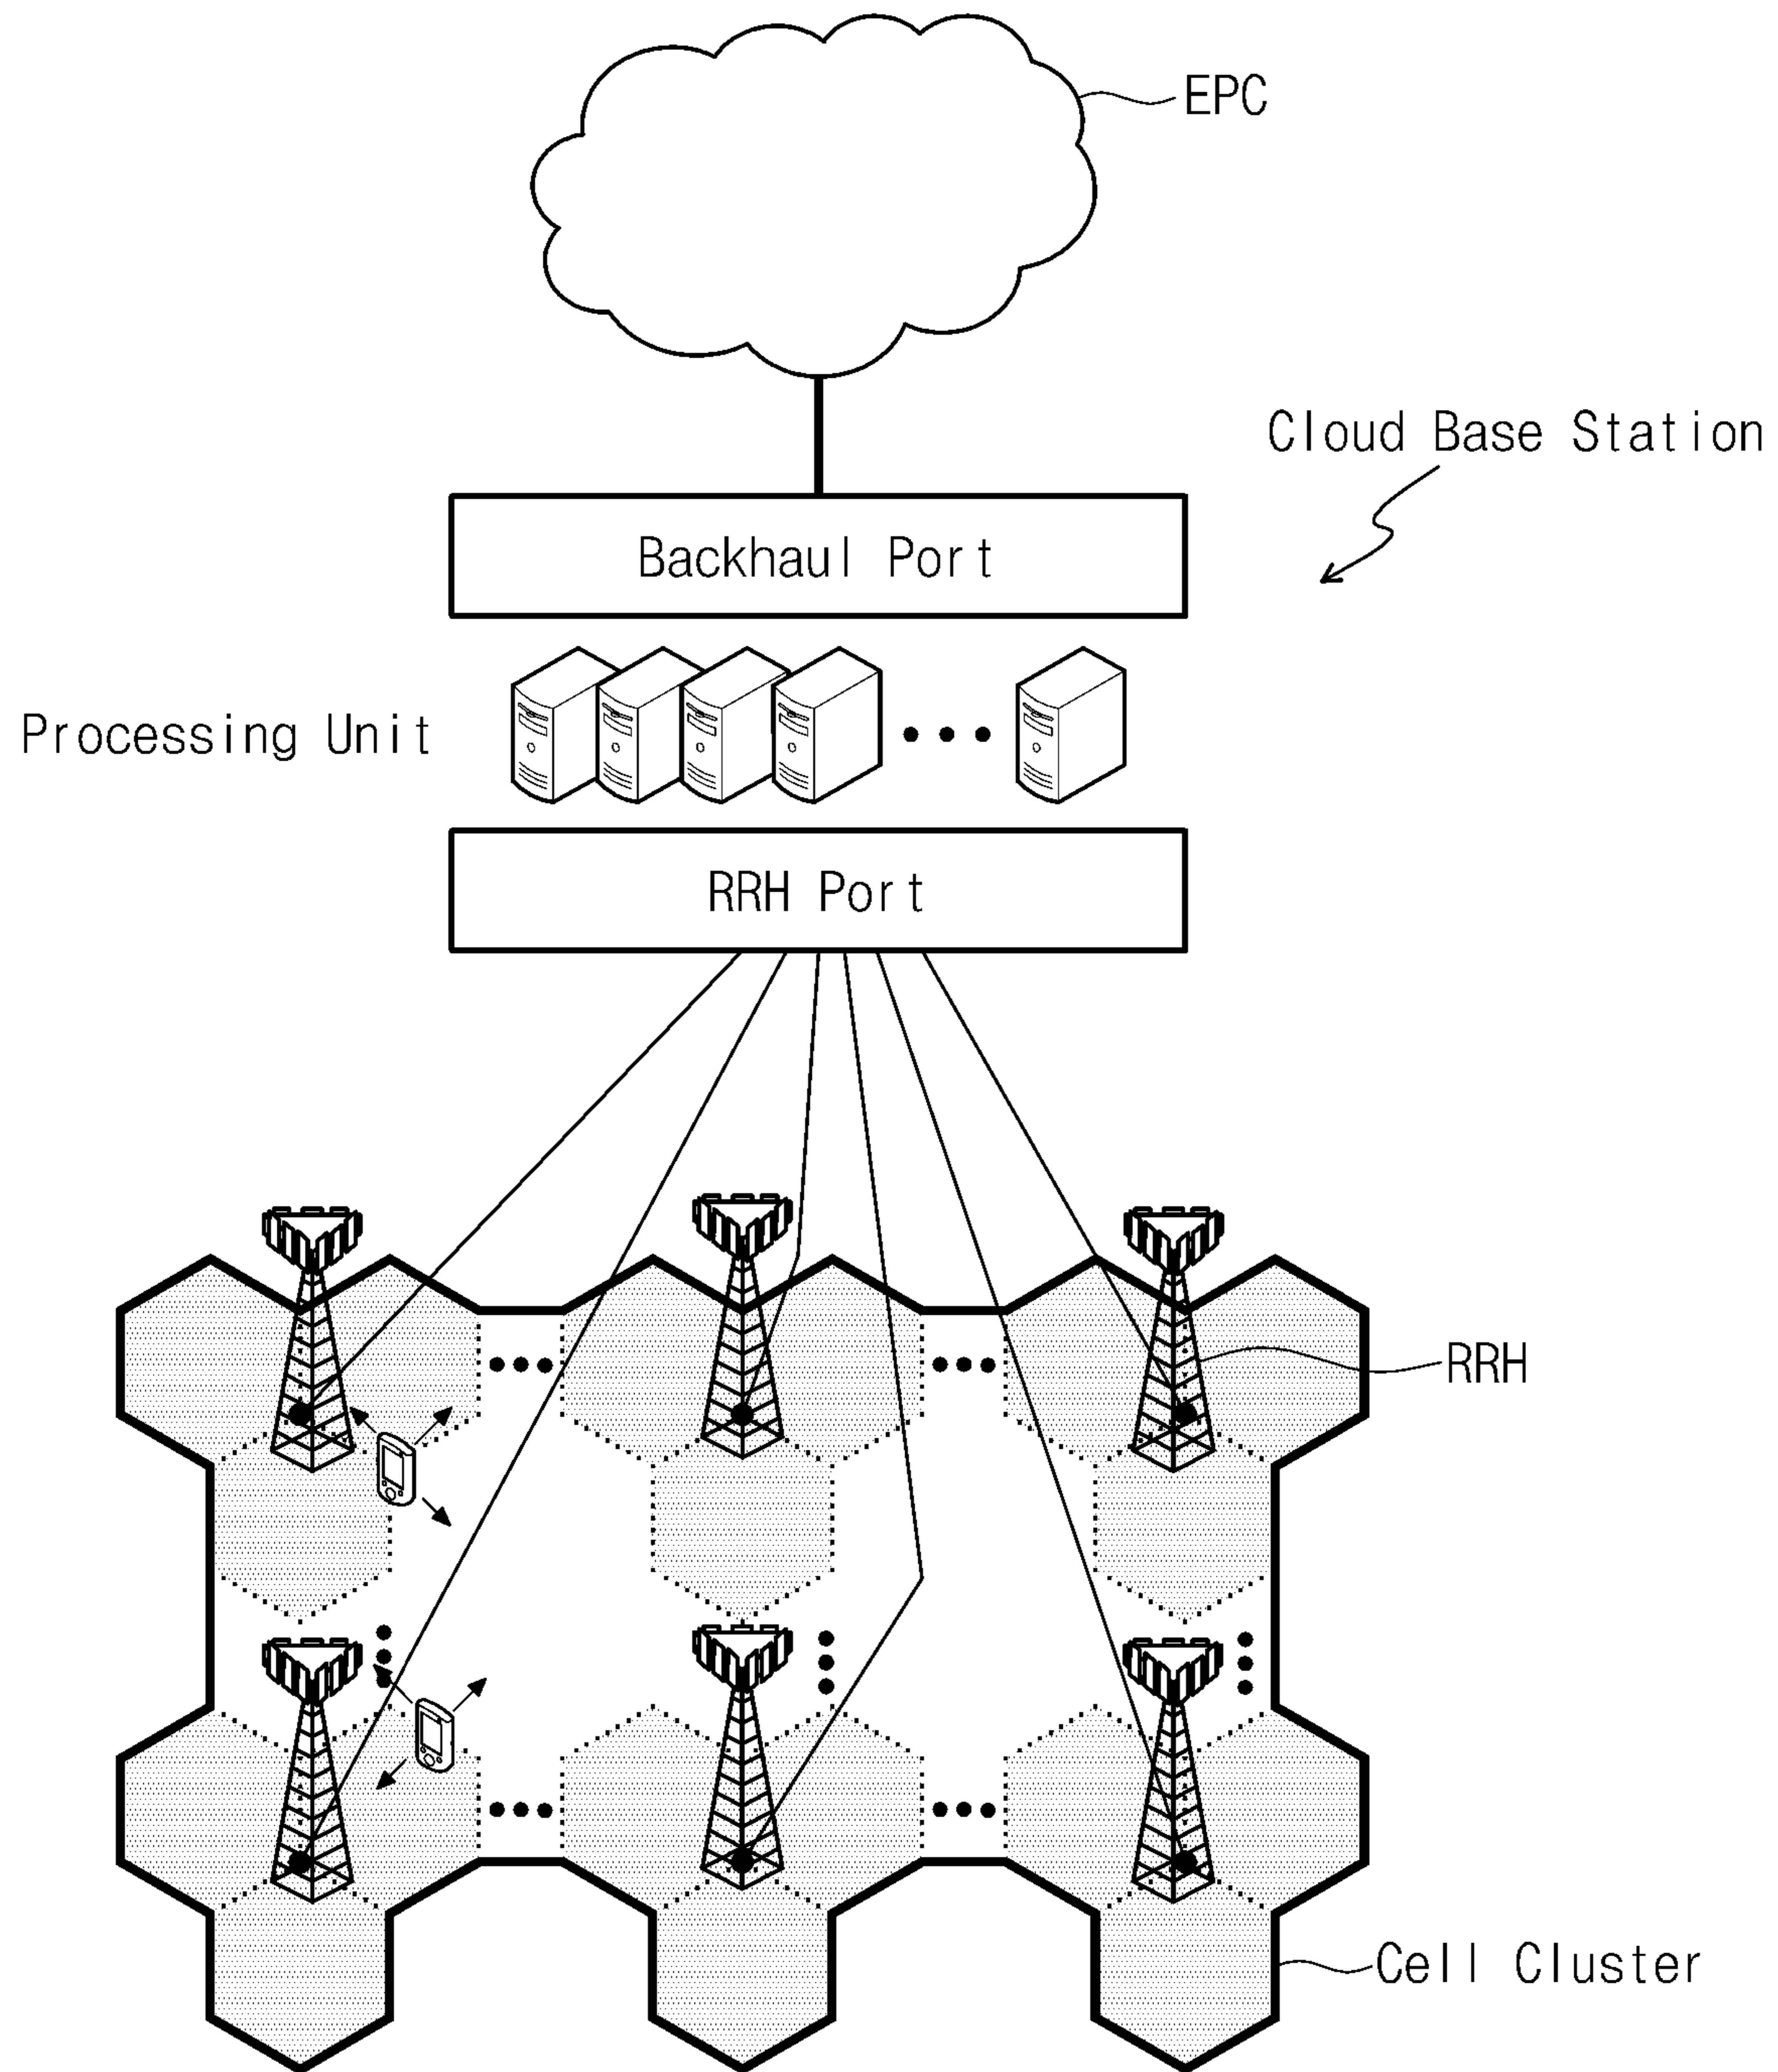 EPC
Cloud Base Station
Backhaul Port
Processing Unit
RRH Port
RRH
Cell Cluster